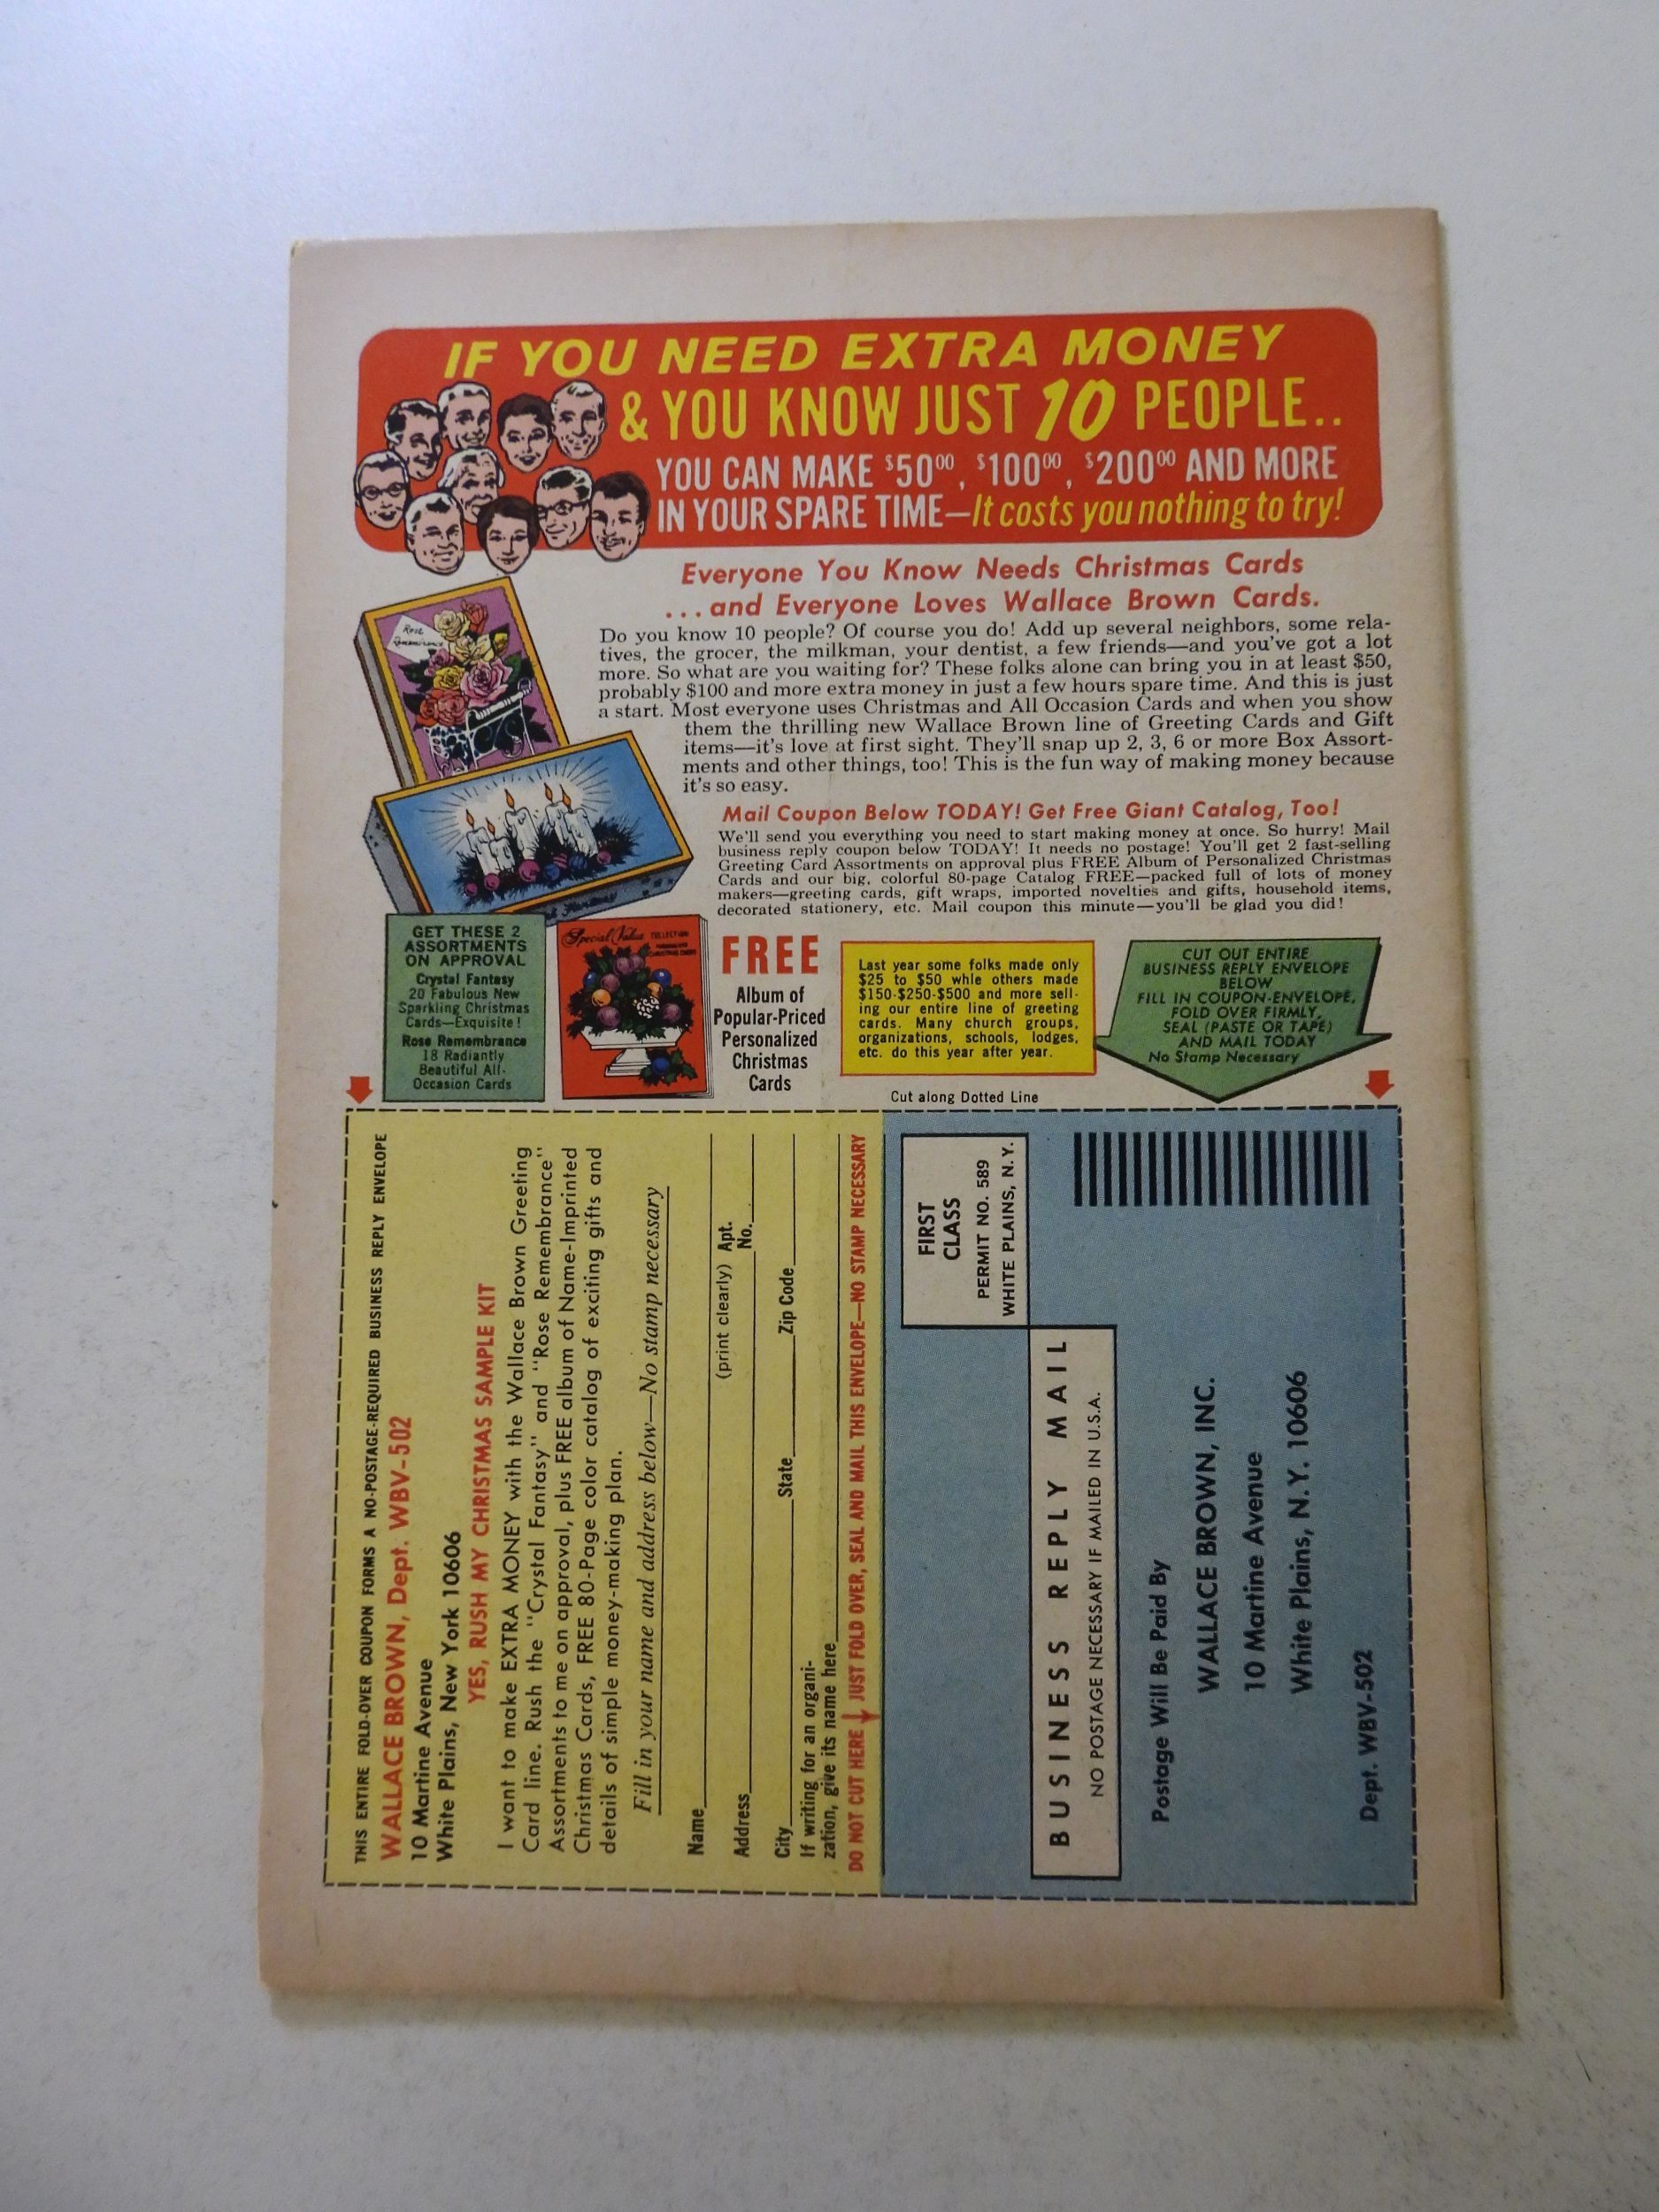 IF YOU NEED EXTRA MONEY
& YOU KNOW JUST 10 PEOPLE..
YOU CAN MAKE $50⁰⁰, $100⁰⁰, $200⁰⁰ AND MORE
IN YOUR SPARE TIME—It costs you nothing to try!
Everyone You Know Needs Christmas Cards
...and Everyone Loves Wallace Brown Cards.
Do you know 10 people? Of course you do! Add up several neighbors, some rela-
tives, the grocer, the milkman, your dentist, a few friends—and you've got a lot
more. So what are you waiting for? These folks alone can bring you in at least $50,
probably $100 and more extra money in just a few hours spare time. And this is just
a start. Most everyone uses Christmas and All Occasion Cards and when you show
them the thrilling new Wallace Brown line of Greeting Cards and Gift
items—it's love at first sight. They'll snap up 2, 3, 6 or more Box Assort-
ments and other things, too! This is the fun way of making money because
it's so easy.
Rose
Remembrance
Mail Coupon Below TODAY! Get Free Giant Catalog, Too!
We'll send you everything you need to start making money at once. So hurry! Mail
business reply coupon below TODAY! It needs no postage! You'll get 2 fast-selling
Greeting Card Assortments on approval plus FREE Album of Personalized Christmas
Cards and our big, colorful 80-page Catalog FREE—packed full of lots of money
makers—greeting cards, gift wraps, imported novelties and gifts, household items,
decorated stationery, etc. Mail coupon this minute—you'll be glad you did!
GET THESE 2
ASSORTMENTS
ON APPROVAL
Crystal Fantasy
20 Fabulous New
Sparkling Christmas
Cards—Exquisite!
Rose Remembrance
18 Radiantly
Beautiful All-
Occasion Cards
Special Value COLLECTION
CHRISTMAS CARDS
FREE
Album of
Popular-Priced
Personalized
Christmas
Cards
Last year some folks made only
$25 to $50 whle others made
$150-$250-$500 and more sell-
ing our entire line of greeting
cards. Many church groups,
organizations, schools, lodges,
etc. do this year after year.
CUT OUT ENTIRE
BUSINESS REPLY ENVELOPE
BELOW
FILL IN COUPON-ENVELOPE,
FOLD OVER FIRMLY,
SEAL (PASTE OR TAPE)
AND MAIL TODAY
No Stamp Necessary
Cut along Dotted Line
THIS ENTIRE FOLD-OVER COUPON FORMS A NO-POSTAGE-REQUIRED BUSINESS REPLY ENVELOPE
WALLACE BROWN, Dept. WBV-502
10 Martine Avenue
White Plains, New York 10606
YES, RUSH MY CHRISTMAS SAMPLE KIT
I want to make EXTRA MONEY with the Wallace Brown Greeting
Card line. Rush the "Crystal Fantasy" and "Rose Remembrance"
Assortments to me on approval, plus FREE album of Name-Imprinted
Christmas Cards, FREE 80-Page color catalog of exciting gifts and
details of simple money-making plan.
Fill in your name and address below—No stamp necessary
Name
(print clearly)
Address Apt. No.
City State Zip Code
If writing for an organi-
zation, give its name here
DO NOT CUT HERE JUST FOLD OVER, SEAL AND MAIL THIS ENVELOPE—NO STAMP NECESSARY
FIRST
CLASS
PERMIT NO. 589
WHITE PLAINS, N.Y.
BUSINESS REPLY MAIL
NO POSTAGE NECESSARY IF MAILED IN U.S.A.
Postage Will Be Paid By
WALLACE BROWN, INC.
10 Martine Avenue
White Plains, N.Y. 10606
Dept. WBV-502